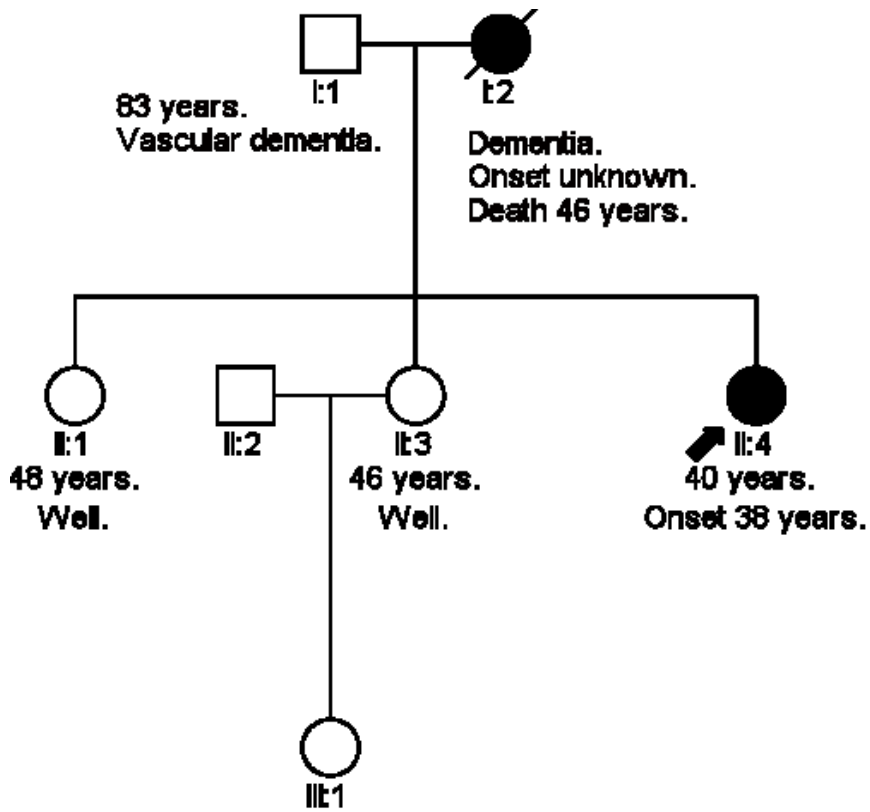 I:1
I:2
83 years.
Vascular dementia.
Dementia.
Onset unknown.
Death 46 years.
II:1
II:2
II:3
II:4
48 years.
46 years.
40 years.
Well.
Well.
Onset 38 years.
III:1